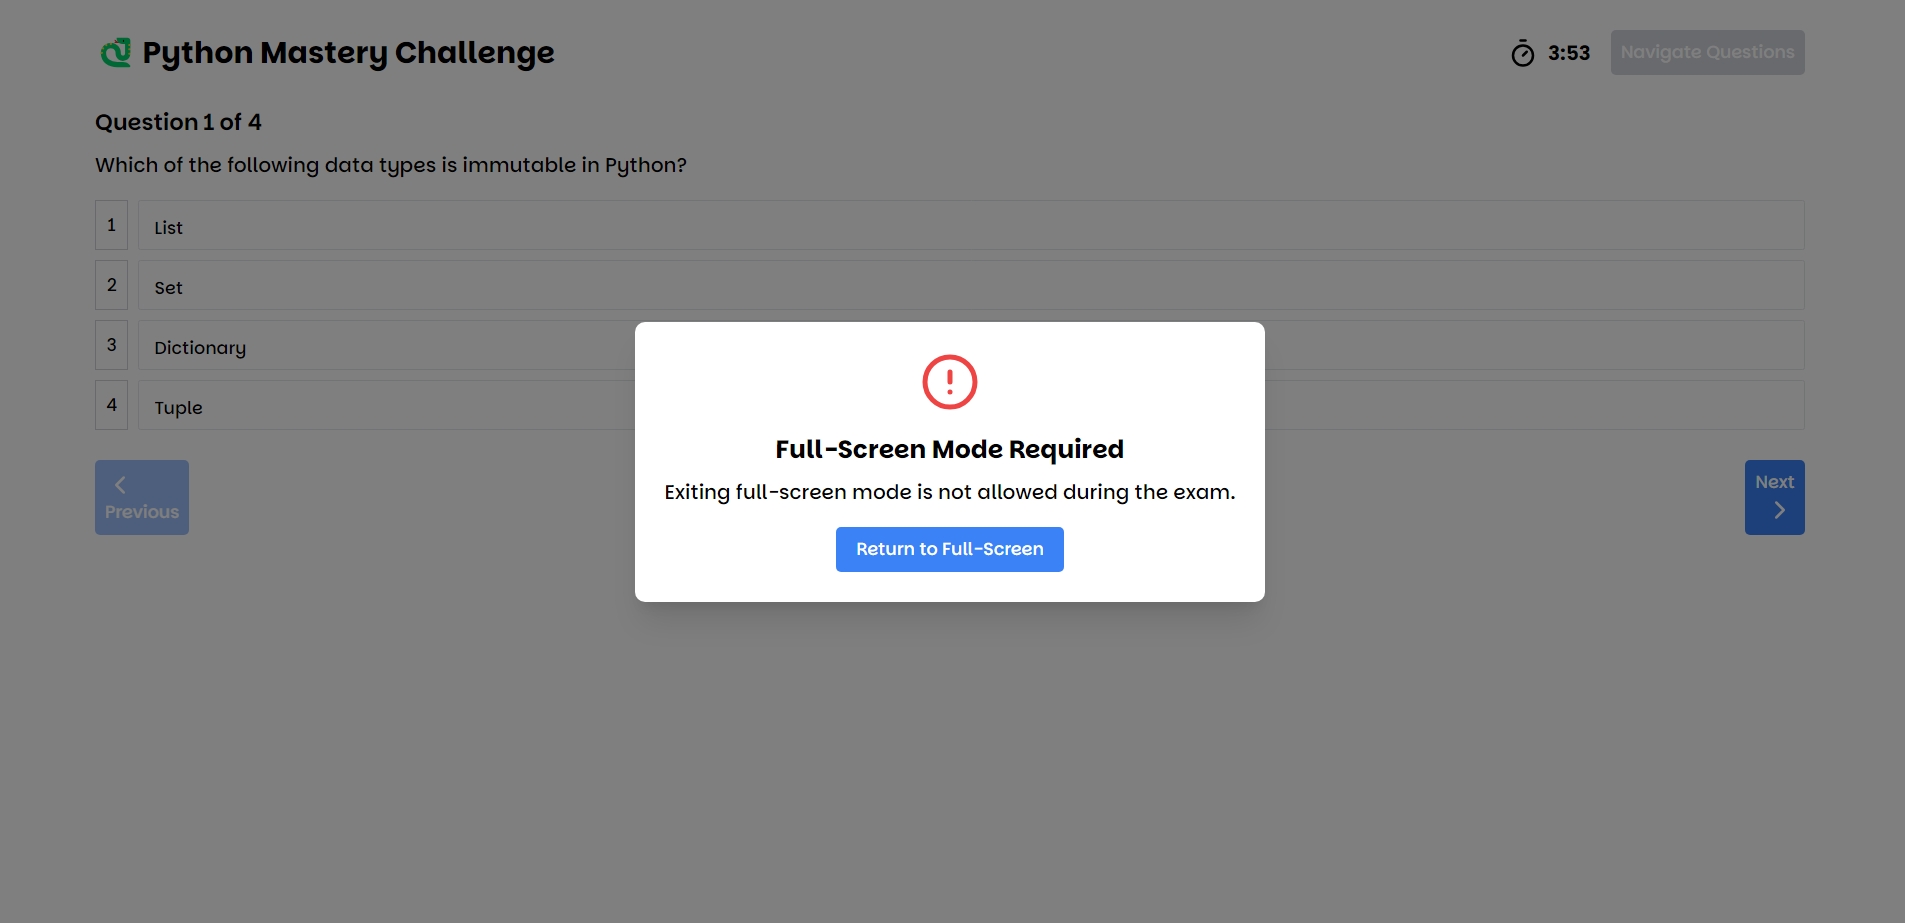 Python Mastery Challenge
3:53
Navigate Questions
Question 1 of 4
Which of the following data types is immutable in Python?
1 List
2 Set
3 Dictionary
4 Tuple
Previous
Next
Full-Screen Mode Required
Exiting full-screen mode is not allowed during the exam.
Return to Full-Screen